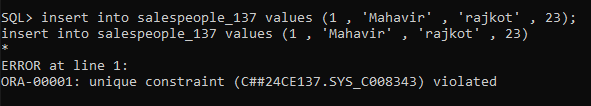 SQL> insert into salespeople_137 values (1 , 'Mahavir' , 'rajkot' , 23);
insert into salespeople_137 values (1 , 'Mahavir' , 'rajkot' , 23)
*
ERROR at line 1:
ORA-00001: unique constraint (C##24CE137.SYS_C008343) violated